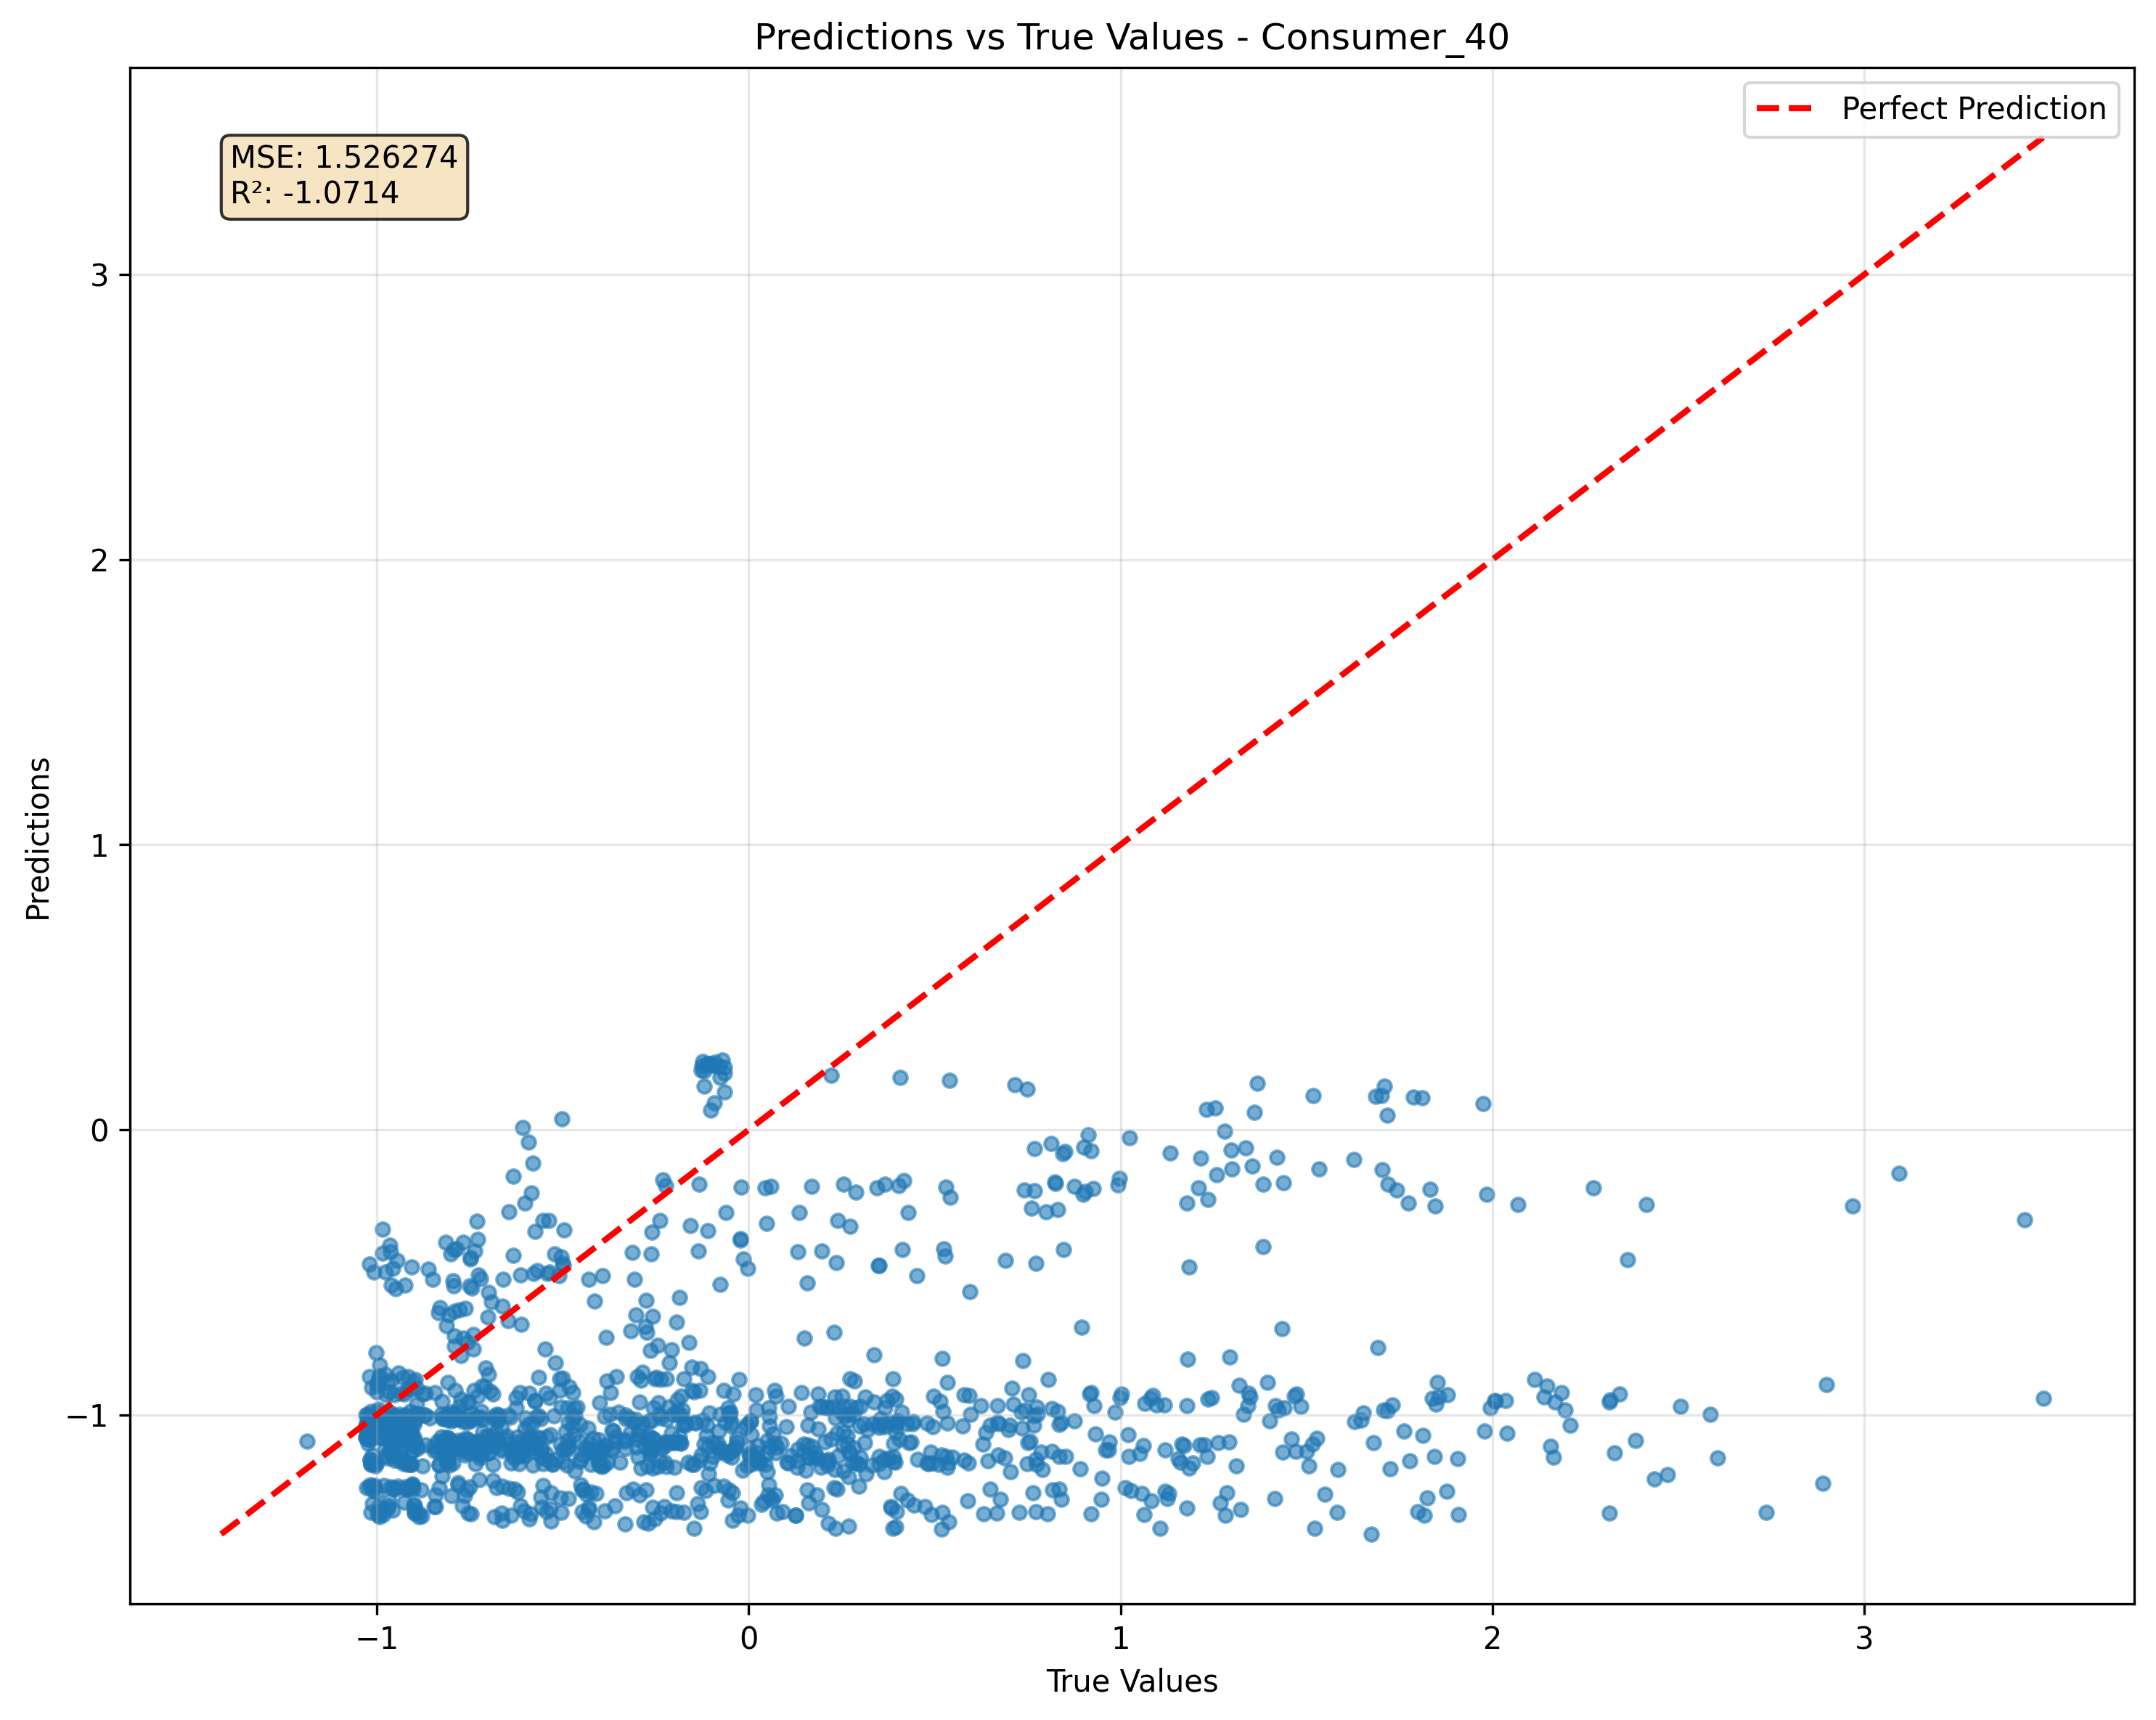 Predictions vs True Values - Consumer_40
Perfect Prediction
MSE: 1.526274
R²: -1.0714
3
2
1
0
−1
Predictions
−1
0
1
2
3
True Values